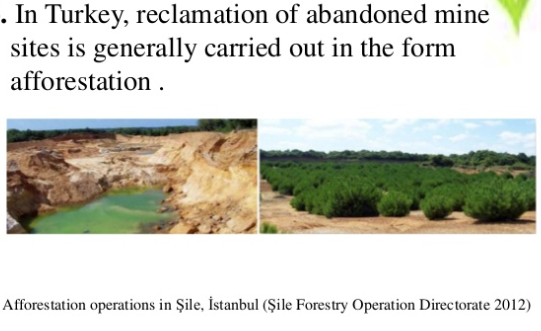 . In Turkey, reclamation of abandoned mine
sites is generally carried out in the form
afforestation .
Afforestation operations in Şile, İstanbul (Şile Forestry Operation Directorate 2012)